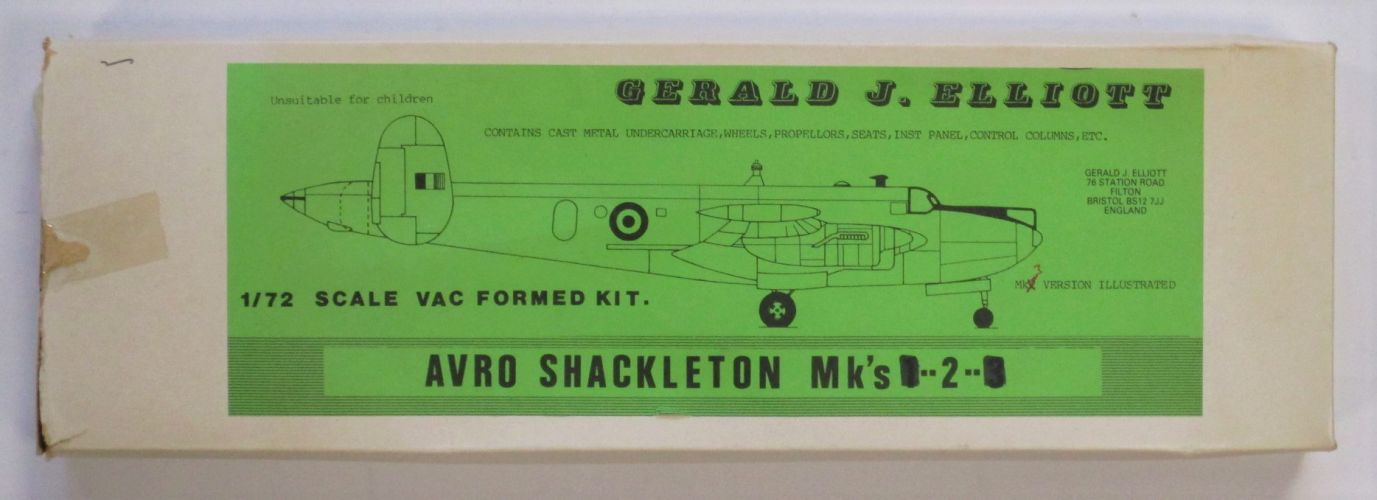 Unsuitable for children
GERALD J. ELLIOTT
CONTAINS CAST METAL UNDERCARRIAGE,WHEELS,PROPELLORS,SEATS,INST PANEL,CONTROL COLUMNS,ETC.
GERALD J. ELLIOTT
76 STATION ROAD
FILTON
BRISTOL BS12 7JJ
ENGLAND
3
MK VERSION ILLUSTRATED
1/72 SCALE VAC FORMED KIT.
AVRO SHACKLETON Mk's ··2··